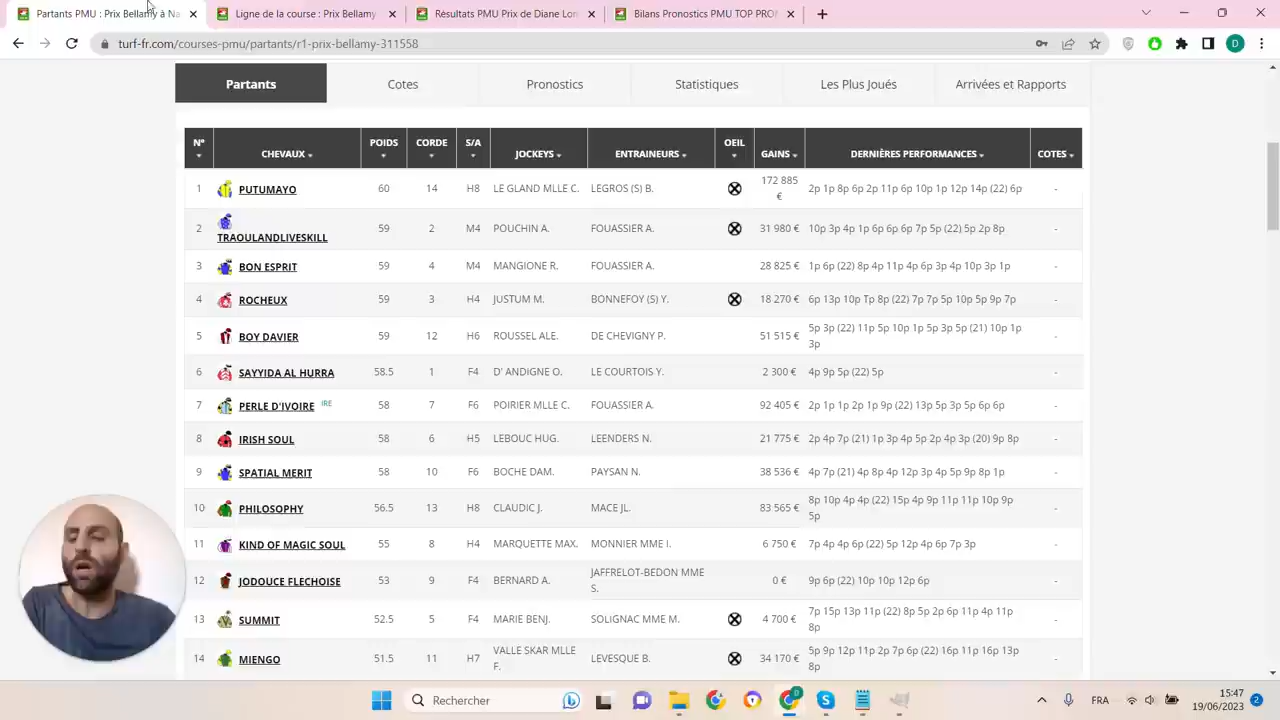 Partants PMU : Prix Bellamy à Na
Ligne de la course : PMU Bellamy
Résultats PMU Prix de Diane Lon
Bilans Pronostics PMU TOP PRO
turf-fr.com/courses-pmu/partants/r1-prix-bellamy-311558
D
Partants Cotes Pronostics Statistiques Les Plus Joués Arrivées et Rapports
N° CHEVAUX POIDS CORDE S/A JOCKEYS ENTRAINEURS OEIL GAINS DERNIÈRES PERFORMANCES COTES
1 PUTUMAYO 60 14 H8 LE GLAND MLLE C. LEGROS (S) B. 172 885 € 2p 1p 8p 6p 2p 11p 6p 10p 1p 12p 14p (22) 6p -
2 TRAOULANDLIVESKILL 59 2 M4 POUCHIN A. FOUASSIER A. 31 980 € 10p 3p 4p 1p 6p 6p 6p 7p 5p (22) 5p 2p 8p -
3 BON ESPRIT 59 4 M4 MANGIONE R. FOUASSIER A. 28 825 € 1p 6p (22) 8p 4p 11p 4p 6p 3p 4p 10p 3p 1p -
4 ROCHEUX 59 3 H4 JUSTUM M. BONNEFOY (S) Y. 18 270 € 6p 13p 10p Tp 8p (22) 7p 6p 5p 10p 5p 9p 7p -
5 BOY DAVIER 59 12 H6 ROUSSEL ALE. DE CHEVIGNY P. 51 515 € 5p 3p (22) 11p 5p 10p 1p 5p 3p 5p (21) 10p 1p
3p -
6 SAYYIDA AL HURRA 58.5 1 F4 D' ANDIGNE O. LE COURTOIS Y. 2 300 € 4p 9p 5p (22) 5p -
7 PERLE D'IVOIRE IRE 58 7 F6 POIRIER MLLE C. FOUASSIER A. 92 405 € 2p 1p 1p 2p 1p 9p (22) 13p 5p 3p 5p 6p 6p -
8 IRISH SOUL 58 6 H5 LEBOUC HUG. LEENDERS N. 21 775 € 2p 4p 7p (21) 1p 3p 4p 5p 2p 4p 3p (20) 9p 8p -
9 SPATIAL MERIT 58 10 F6 BOCHE DAM. PAYSAN N. 38 536 € 4p 7p (21) 4p 8p 4p 12p 3p 4p 5p 9p 8p 1p -
10 PHILOSOPHY 56.5 13 H8 CLAUDIC J. MACE JL. 83 565 € 8p 10p 4p 4p (22) 15p 4p 9p 11p 11p 10p 9p
5p -
11 KIND OF MAGIC SOUL 55 8 H4 MARQUETTE MAX. MONNIER MME I. 6 750 € 7p 4p 4p 6p (22) 5p 12p 4p 6p 7p 3p -
12 JODOUCE FLECHOISE 53 9 F4 BERNARD A. JAFFRELOT-BEDON MME
S. 0 € 9p 6p (22) 10p 10p 12p 6p -
13 SUMMIT 52.5 5 F4 MARIE BENJ. SOLIGNAC MME M. 4 700 € 7p 15p 13p 11p (22) 8p 5p 2p 6p 11p 4p 11p
8p -
14 MIENGO 51.5 11 H7 VALLE SKAR MLLE
F. LEVESQUE B. 34 170 € 5p 9p 12p 11p 2p 7p 6p (22) 16p 11p 16p 13p
8p -
Rechercher
FRA
15:47
19/06/2023
2